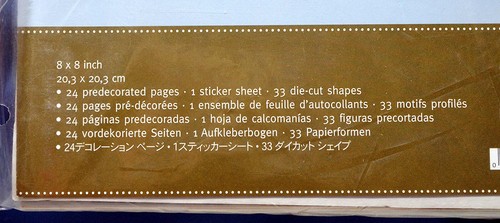 8 x 8 inch
20,3 x 20,3 cm
• 24 predecorated pages · 1 sticker sheet · 33 die-cut shapes
• 24 pages pré-décorées · 1 ensemble de feuille d'autocollants · 33 motifs profilés
• 24 páginas predecoradas · 1 hoja de calcomanías · 33 figuras precortadas
• 24 vordekorierte Seiten · 1 Aufkleberbogen · 33 Papierformen
• 24デコレーション ページ・1スティッカーシート・33 ダイカット シェイプ
0